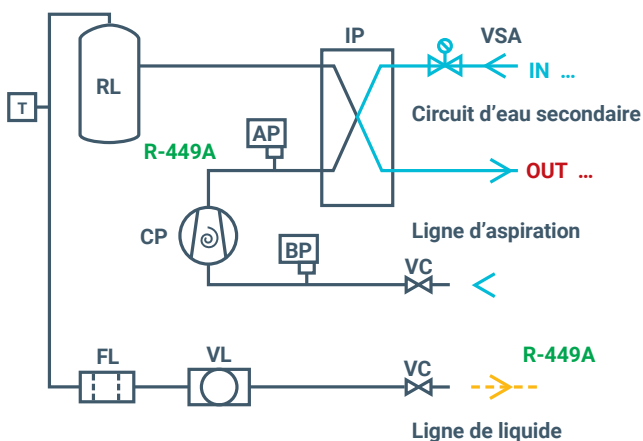 IP
VSA
IN ...
RL
T
Circuit d'eau secondaire
AP
R-449A
OUT ...
CP
BP
Ligne d'aspiration
VC
FL
VL
VC
R-449A
Ligne de liquide